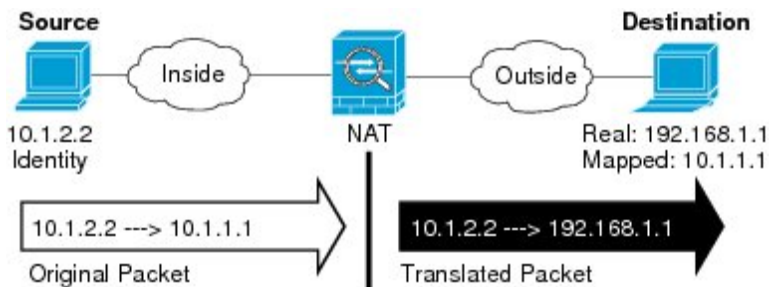 Source
Destination
Inside
Outside
10.1.2.2
Identity
NAT
Real: 192.168.1.1
Mapped: 10.1.1.1
10.1.2.2 ---> 10.1.1.1
10.1.2.2 ---> 192.168.1.1
Original Packet
Translated Packet